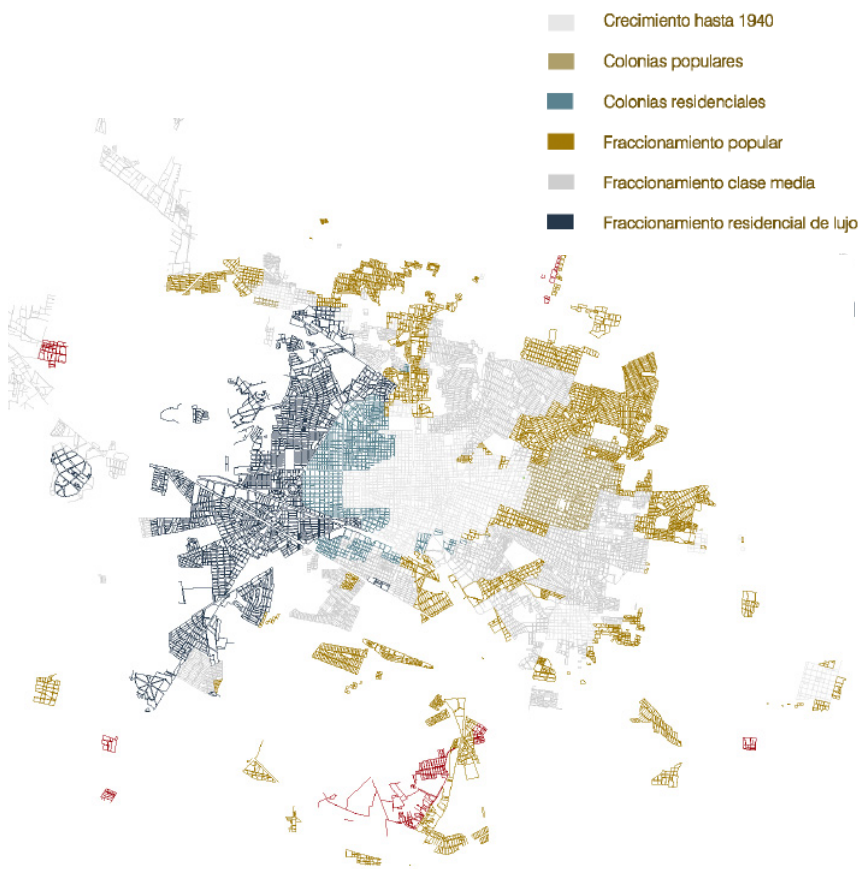 Crecimiento hasta 1940
Colonias populares
Colonias residenciales
Fraccionamiento popular
Fraccionamiento clase media
Fraccionamiento residencial de lujo